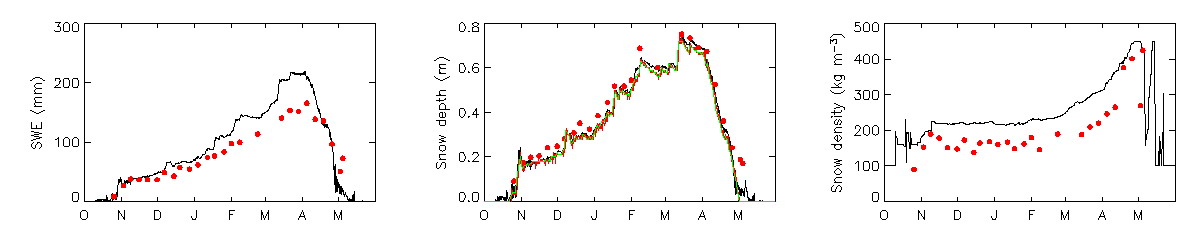 SWE (mm)
300
200
100
0
O N D J F M A M
Snow depth (m)
0.8
0.6
0.4
0.2
0.0
O N D J F M A M
Snow density (kg m-3)
500
400
300
200
100
0
O N D J F M A M